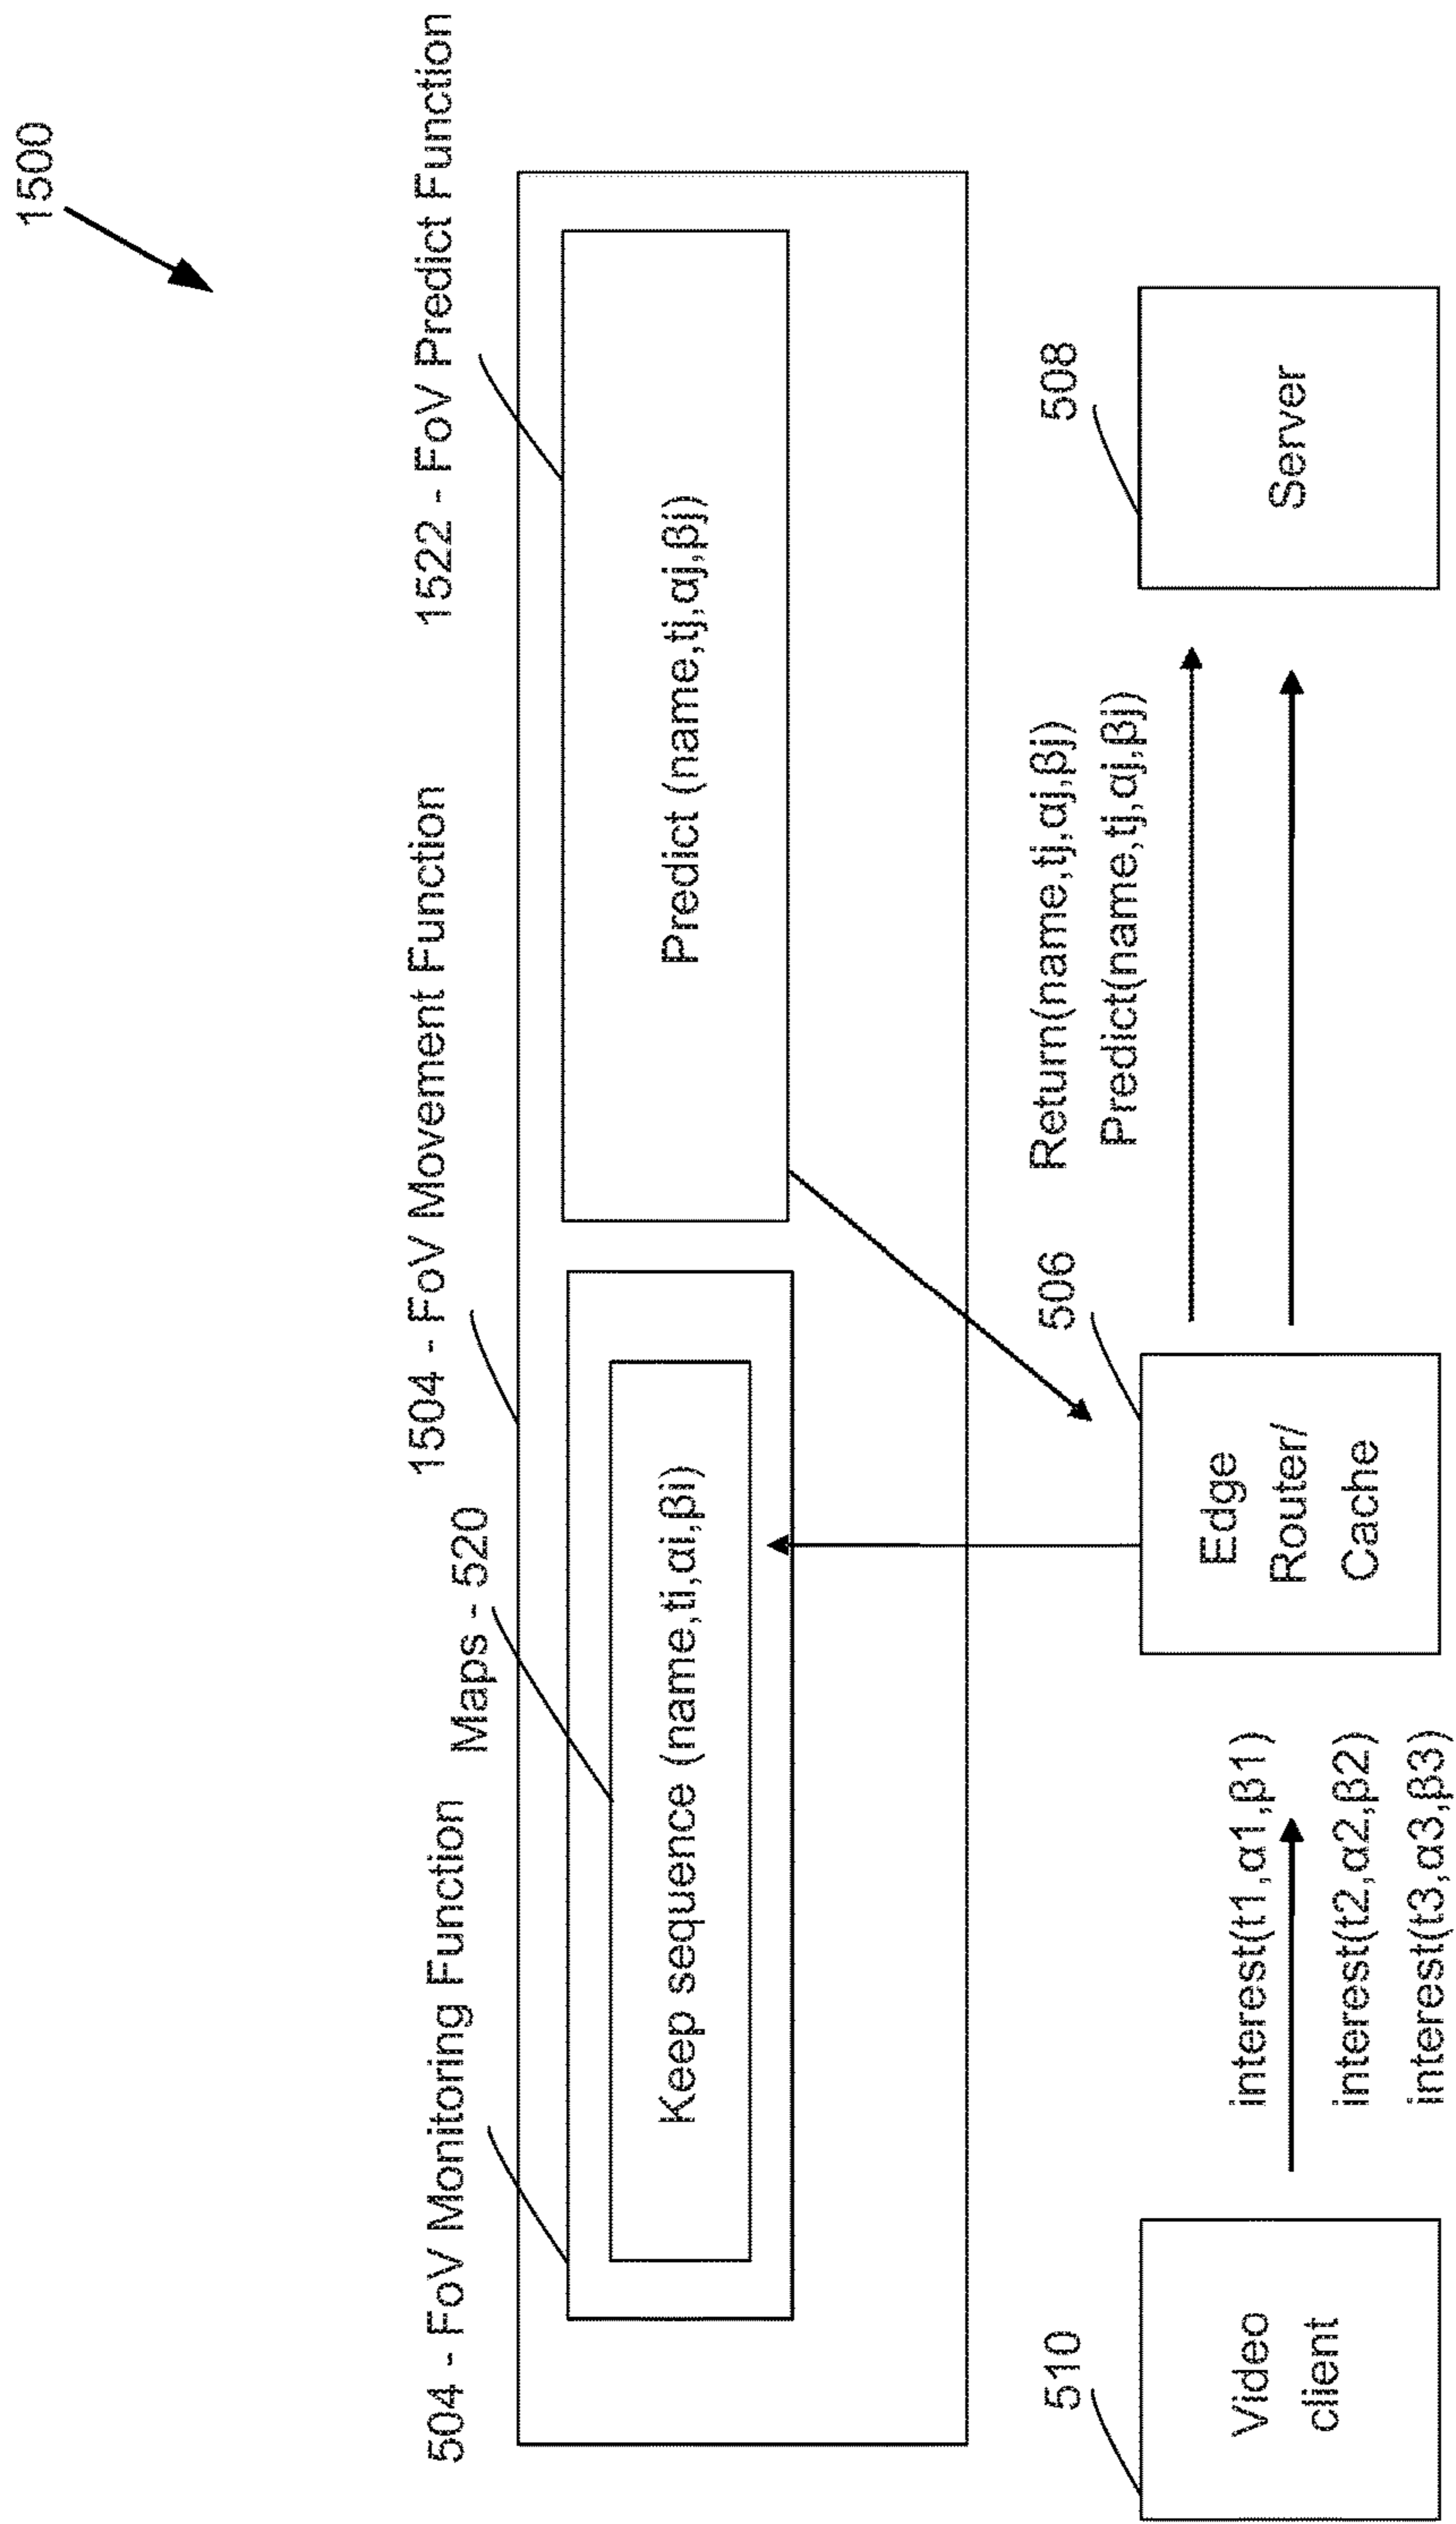 1500
504 - FoV Monitoring Function
Maps - 520
1504 - FoV Movement Function
1522 - FoV Predict Function
Keep sequence (name,ti,αi,βi)
Predict (name,tj,αj,βj)
510
Video
client
interest(t1,α1,β1)
interest(t2,α2,β2)
interest(t3,α3,β3)
506
Edge
Router/
Cache
Return(name,tj,αj,βj)
Predict(name,tj,αj,βj)
508
Server